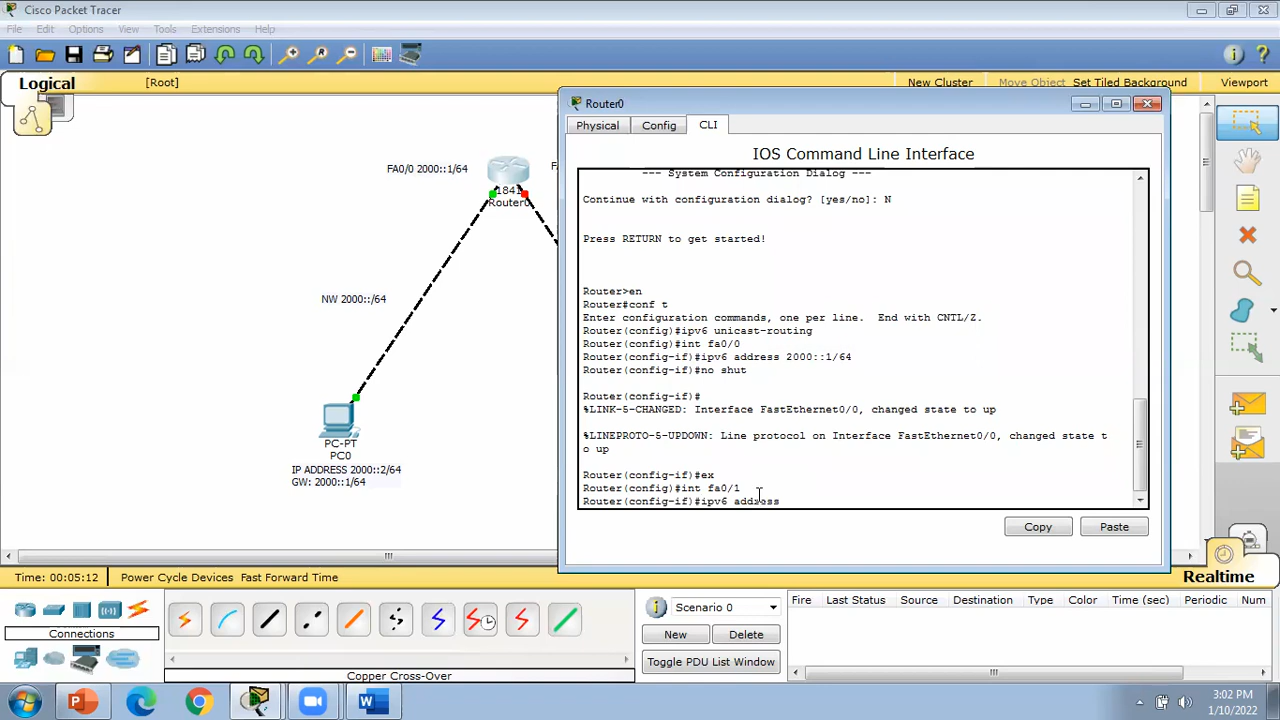 Cisco Packet Tracer
File Edit Options View Tools Extensions Help
Logical
[Root]
New Cluster
Move Object
Set Tiled Background
Viewport
FA0/0 2000::1/64
1841
Router0
NW 2000::/64
PC-PT
PC0
IP ADDRESS 2000::2/64
GW: 2000::1/64
Router0
Physical Config CLI
IOS Command Line Interface
--- System Configuration Dialog ---
Continue with configuration dialog? [yes/no]: N
Press RETURN to get started!
Router>en
Router#conf t
Enter configuration commands, one per line.  End with CNTL/Z.
Router(config)#ipv6 unicast-routing
Router(config)#int fa0/0
Router(config-if)#ipv6 address 2000::1/64
Router(config-if)#no shut
Router(config-if)#
%LINK-5-CHANGED: Interface FastEthernet0/0, changed state to up
%LINEPROTO-5-UPDOWN: Line protocol on Interface FastEthernet0/0, changed state t
o up
Router(config-if)#ex
Router(config)#int fa0/1
Router(config-if)#ipv6 address
Copy Paste
Time: 00:05:12
Power Cycle Devices Fast Forward Time
Realtime
Connections
Copper Cross-Over
Scenario 0
New Delete
Toggle PDU List Window
Fire Last Status Source Destination Type Color Time (sec) Periodic Num
3:02 PM
1/10/2022